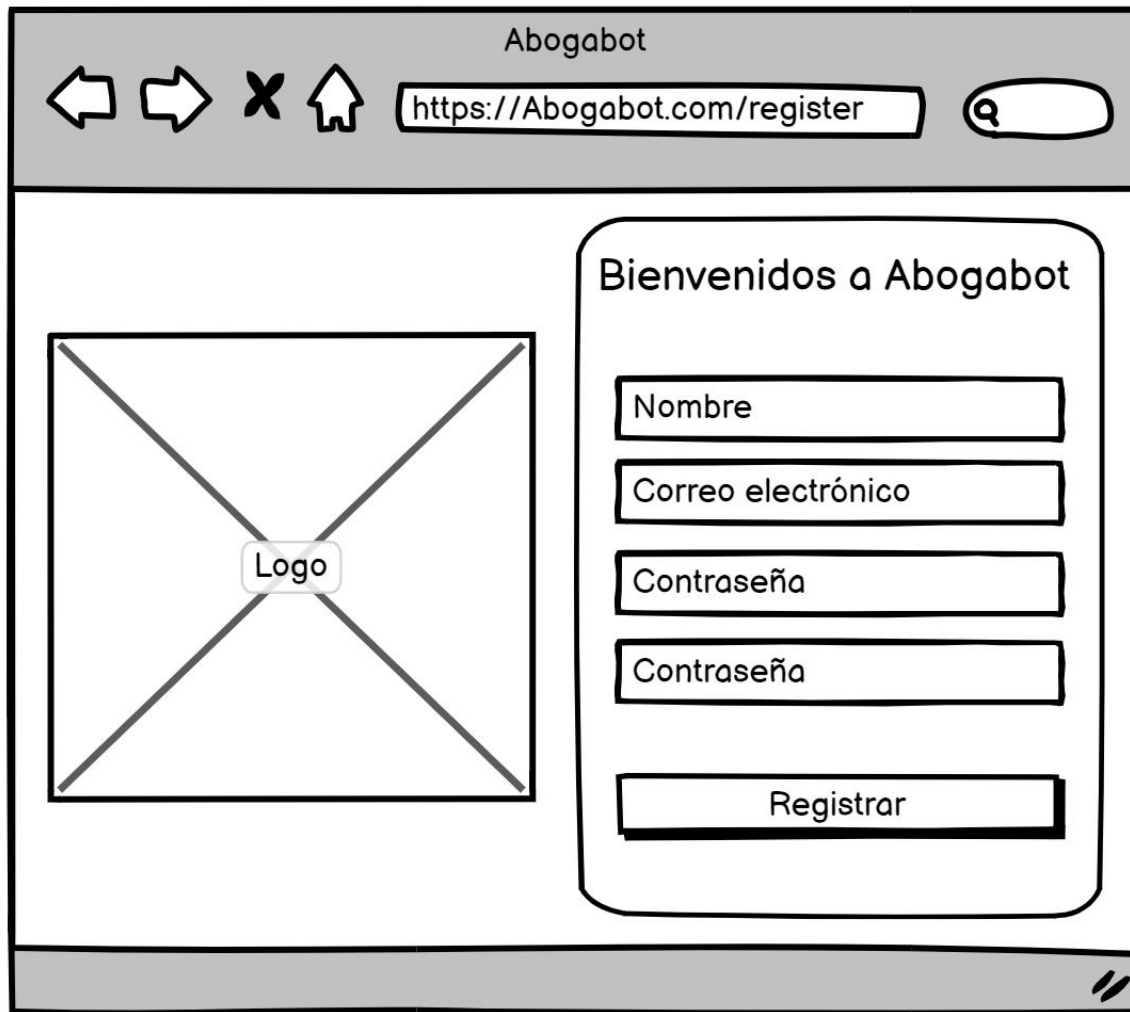 Abogabot
https://Abogabot.com/register
Bienvenidos a Abogabot
Logo
Nombre
Correo electrónico
Contraseña
Contraseña
Registrar